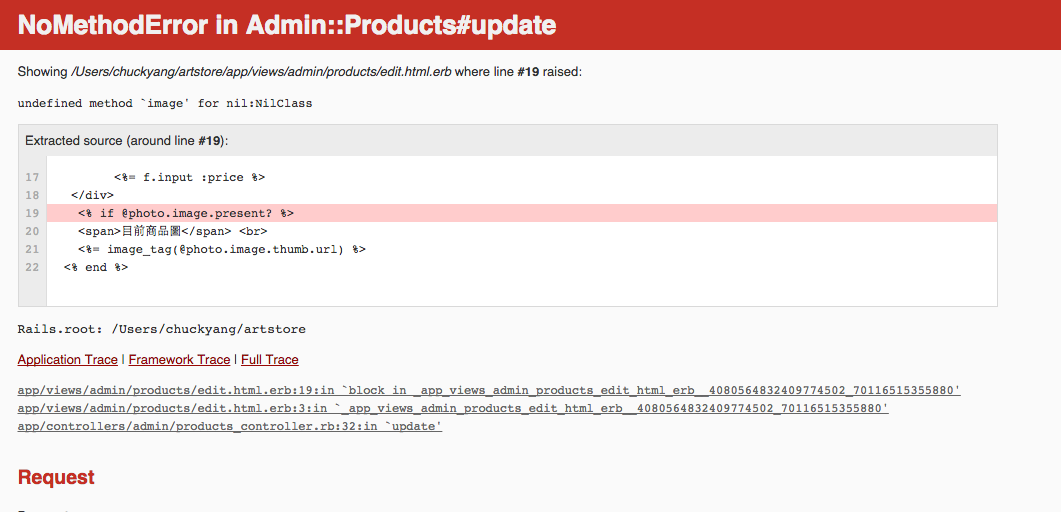 NoMethodError in Admin::Products#update
Showing /Users/chuckyang/artstore/app/views/admin/products/edit.html.erb where line #19 raised:
undefined method `image' for nil:NilClass
Extracted source (around line #19):
17 <%= f.input :price %>
18 </div>
19 <% if @photo.image.present? %>
20 <span>目前商品圖</span> <br>
21 <%= image_tag(@photo.image.thumb.url) %>
22 <% end %>
Rails.root: /Users/chuckyang/artstore
Application Trace | Framework Trace | Full Trace
app/views/admin/products/edit.html.erb:19:in `block in _app_views_admin_products_edit_html_erb__4080564832409774502_70116515355880'
app/views/admin/products/edit.html.erb:3:in `_app_views_admin_products_edit_html_erb__4080564832409774502_70116515355880'
app/controllers/admin/products_controller.rb:32:in `update'
Request